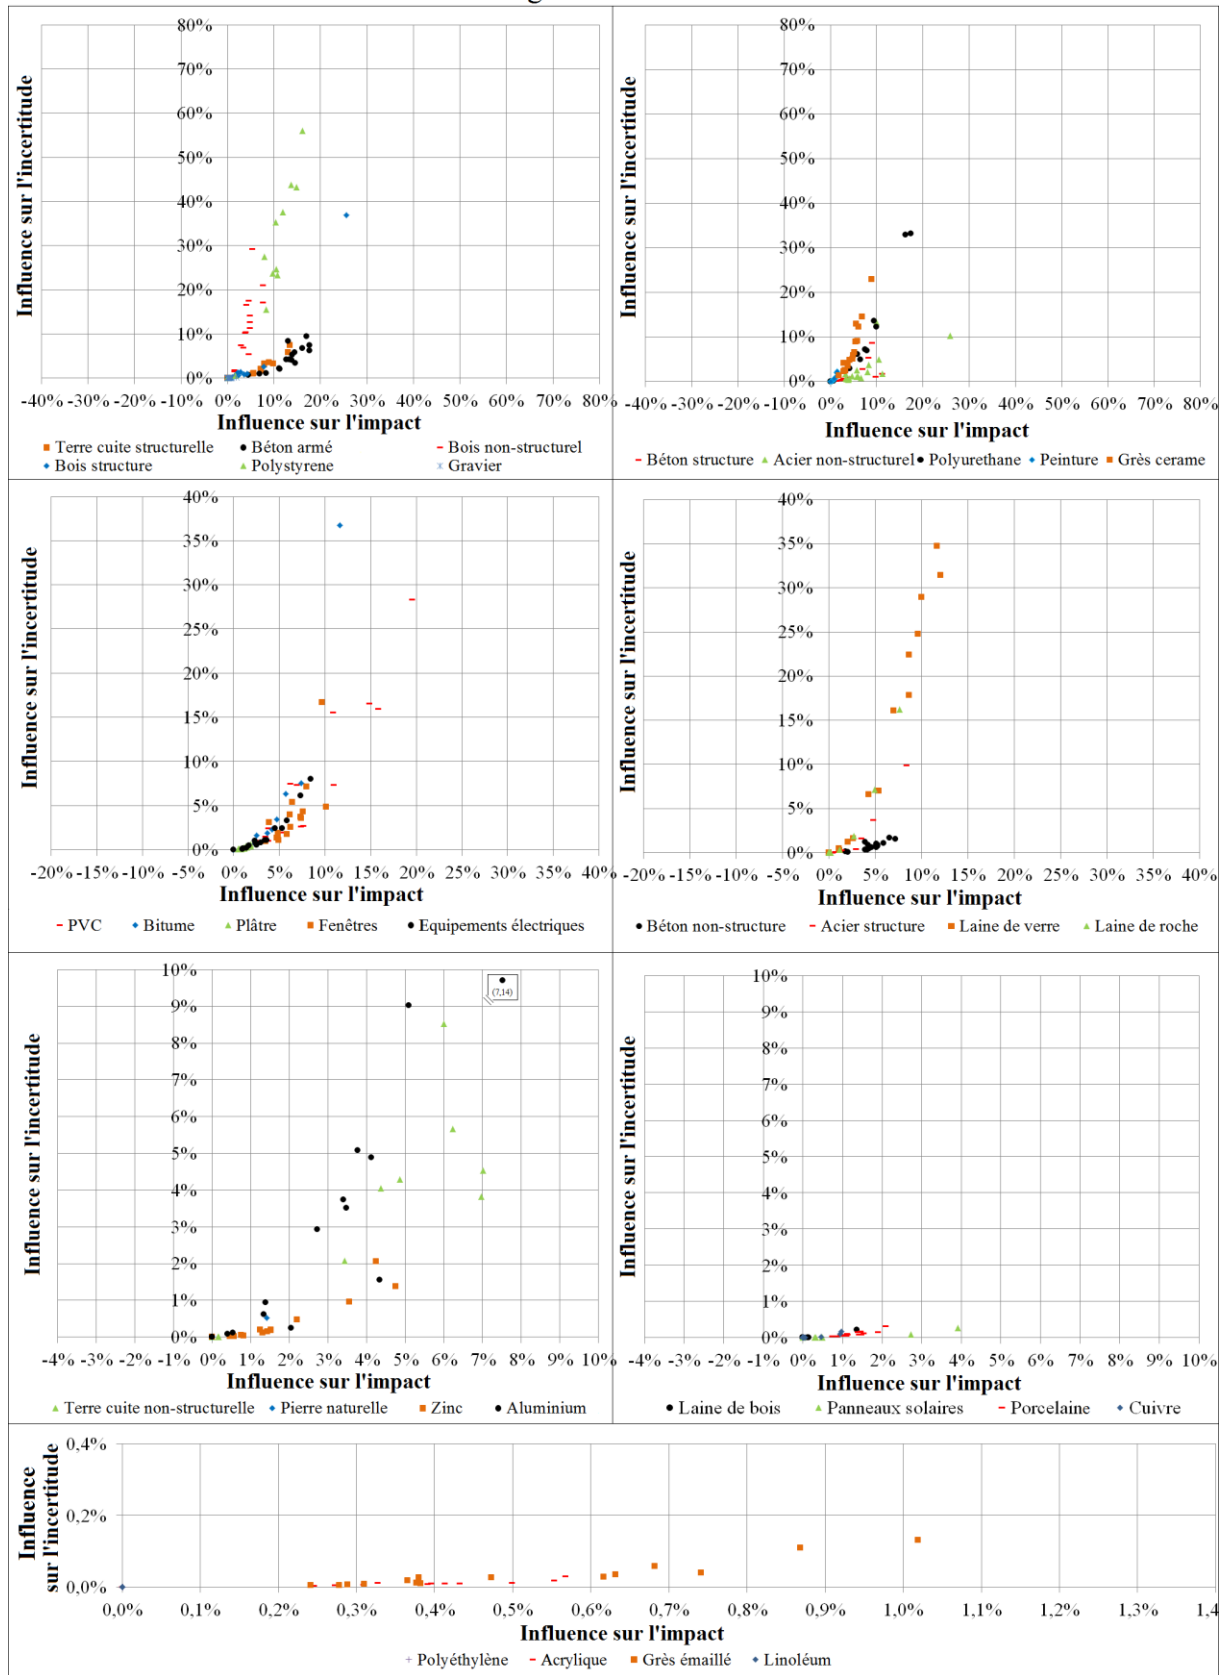 80%
70%
60%
50%
40%
30%
20%
10%
0%
-40% -30% -20% -10% 0% 10% 20% 30% 40% 50% 60% 70% 80%
Influence sur l'incertitude
Influence sur l'impact
Terre cuite structurelle Béton armé Bois non-structurel
Bois structure Polystyrene Gravier
80%
70%
60%
50%
40%
30%
20%
10%
0%
-40% -30% -20% -10% 0% 10% 20% 30% 40% 50% 60% 70% 80%
Influence sur l'incertitude
Influence sur l'impact
Béton structure Acier non-structurel Polyurethane Peinture Grès cerame
40%
35%
30%
25%
20%
15%
10%
5%
0%
-20% -15% -10% -5% 0% 5% 10% 15% 20% 25% 30% 35% 40%
Influence sur l'incertitude
Influence sur l'impact
PVC Bitume Plâtre Fenêtres Equipements électriques
40%
35%
30%
25%
20%
15%
10%
5%
0%
-20% -15% -10% -5% 0% 5% 10% 15% 20% 25% 30% 35% 40%
Influence sur l'incertitude
Influence sur l'impact
Béton non-structure Acier structure Laine de verre Laine de roche
10%
9%
8%
7%
6%
5%
4%
3%
2%
1%
0%
(7,14)
-4% -3% -2% -1% 0% 1% 2% 3% 4% 5% 6% 7% 8% 9% 10%
Influence sur l'incertitude
Influence sur l'impact
Terre cuite non-structurelle Pierre naturelle Zinc Aluminium
10%
9%
8%
7%
6%
5%
4%
3%
2%
1%
0%
-4% -3% -2% -1% 0% 1% 2% 3% 4% 5% 6% 7% 8% 9% 10%
Influence sur l'incertitude
Influence sur l'impact
Laine de bois Panneaux solaires Porcelaine Cuivre
0,4%
0,2%
0,0%
0,0% 0,1% 0,2% 0,3% 0,4% 0,5% 0,6% 0,7% 0,8% 0,9% 1,0% 1,1% 1,2% 1,3% 1,4
Influence
sur l'incertitude
Influence sur l'impact
Polyéthylène Acrylique Grès émaillé Linoléum